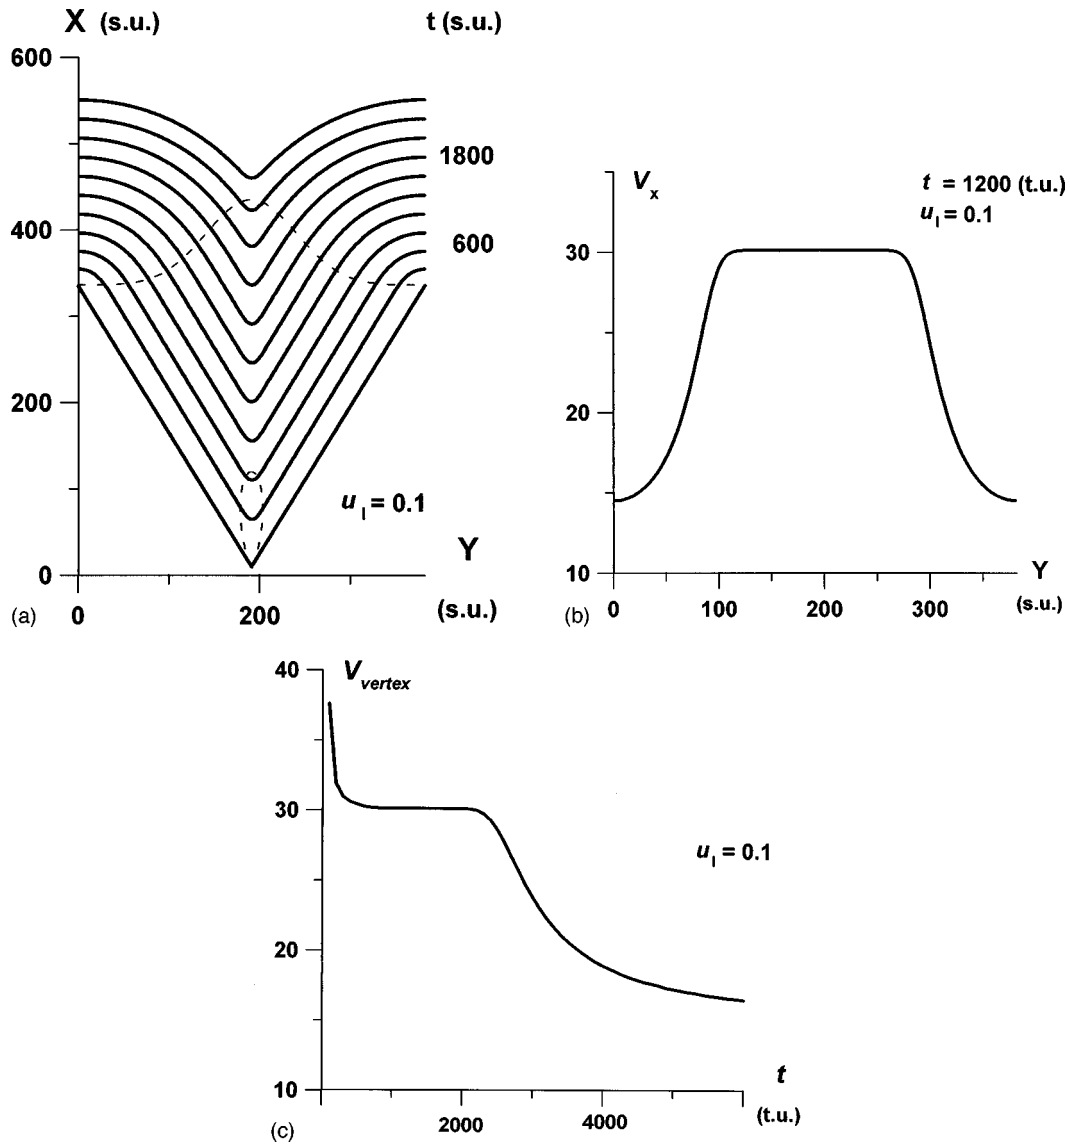 X (s.u.)
t (s.u.)
600
400
200
0
1800
600
u_l = 0.1
Y
0
200
(s.u.)
(a)
V_x
t = 1200 (t.u.)
u_l = 0.1
30
20
10
Y
0
100
200
300
(s.u.)
(b)
40
V_vertex
30
20
10
u_l = 0.1
t
2000
4000
(t.u.)
(c)